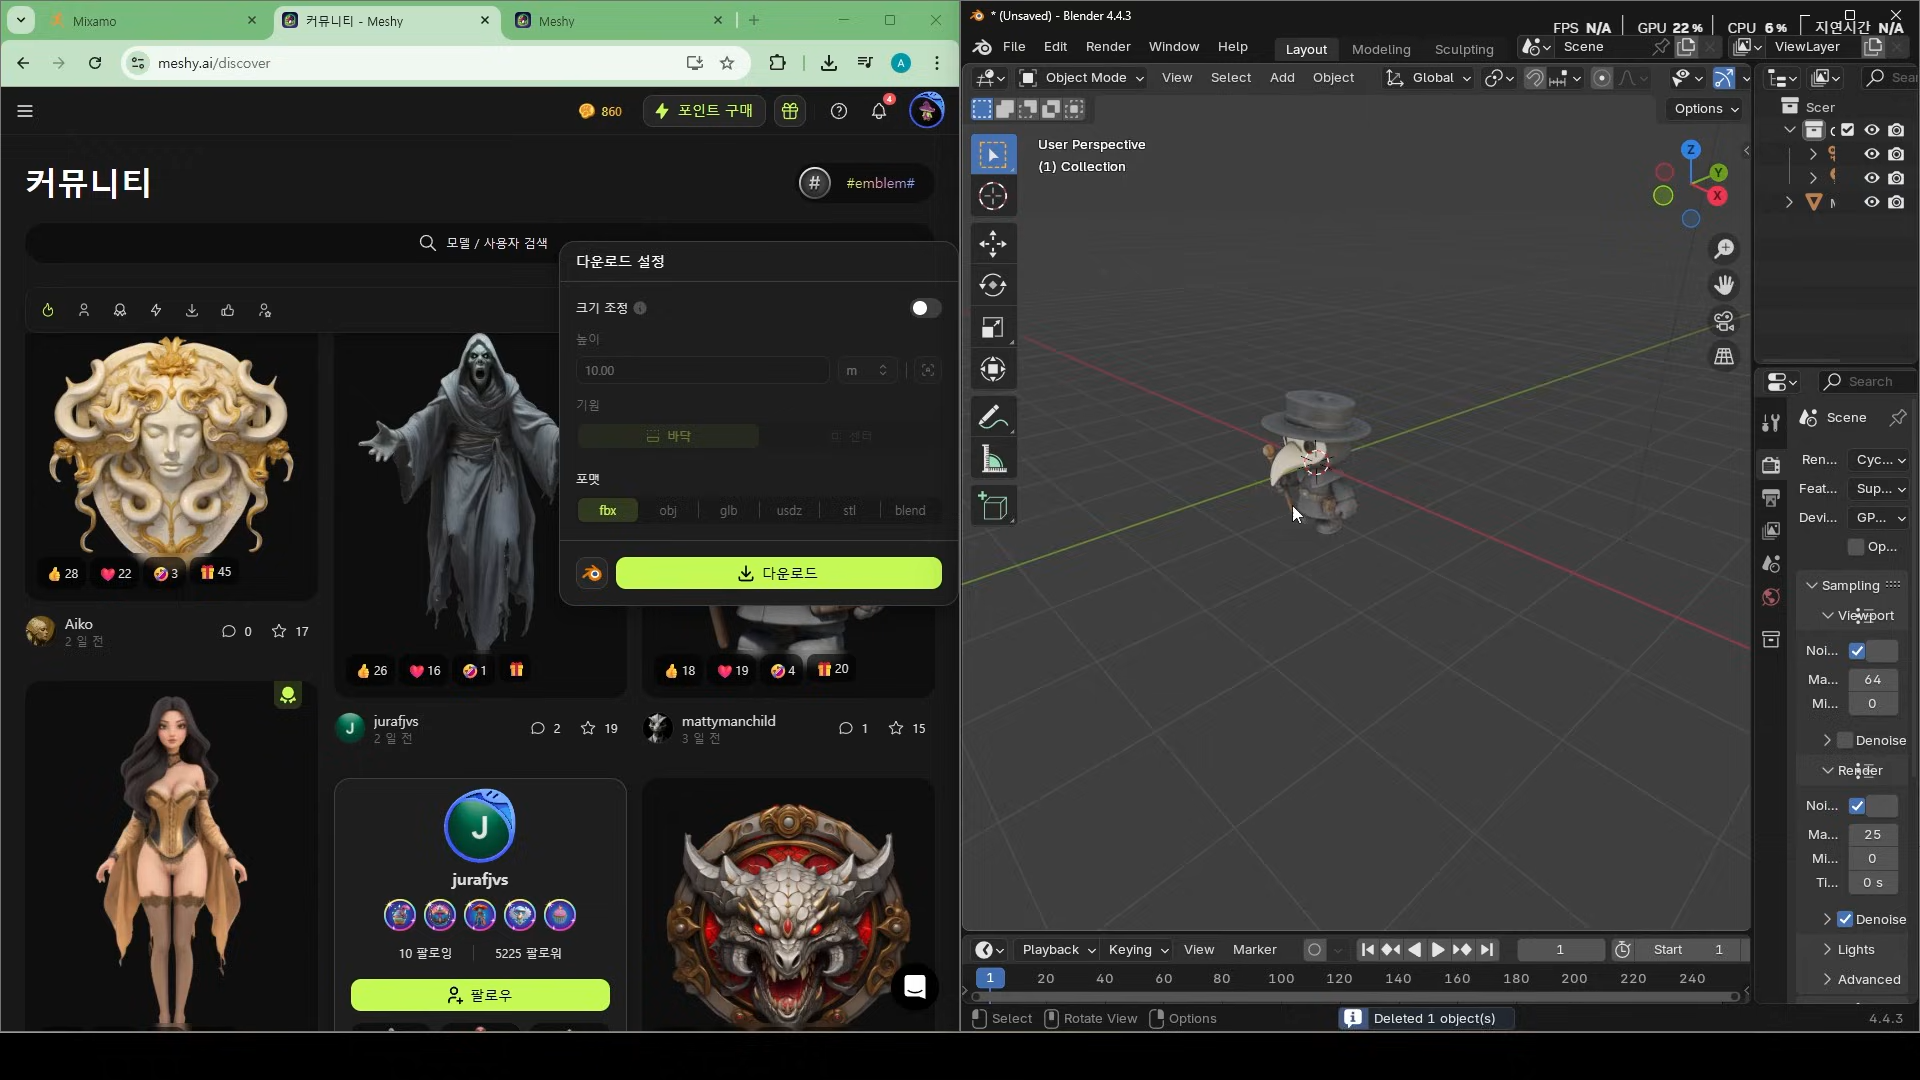 Mixamo
커뮤니티 - Meshy
Meshy
meshy.ai/discover
A
860
포인트 구매
4
커뮤니티
# #emblem#
모델 / 사용자 검색
다운로드 설정
크기 조정
높이
10.00 m
기원
바닥 센터
포맷
fbx obj glb usdz stl blend
다운로드
28 22 3 45
Aiko
2 일 전
0 17
26 16 1
J jurafjvs
2 일 전
2 19
18 19 4 20
mattymanchild
3 일 전
1 15
J
jurafjvs
10 팔로잉 5225 팔로워
팔로우
* (Unsaved) - Blender 4.4.3
FPS N/A GPU 22 % CPU 6 % 지연시간 N/A
File Edit Render Window Help Layout Modeling Sculpting Scene ViewLayer
Object Mode View Select Add Object Global
Options
User Perspective
(1) Collection
Z
Y
X
Scer
Search
Scene
Ren... Cyc...
Feat... Sup...
Devi... GP...
Op...
Sampling
Viewport
Noi...
Ma... 64
Mi... 0
Denoise
Render
Noi...
Ma... 25
Mi... 0
Ti... 0 s
Denoise
Lights
Advanced
Playback Keying View Marker 1 Start 1
1 20 40 60 80 100 120 140 160 180 200 220 240
Select Rotate View Options Deleted 1 object(s) 4.4.3